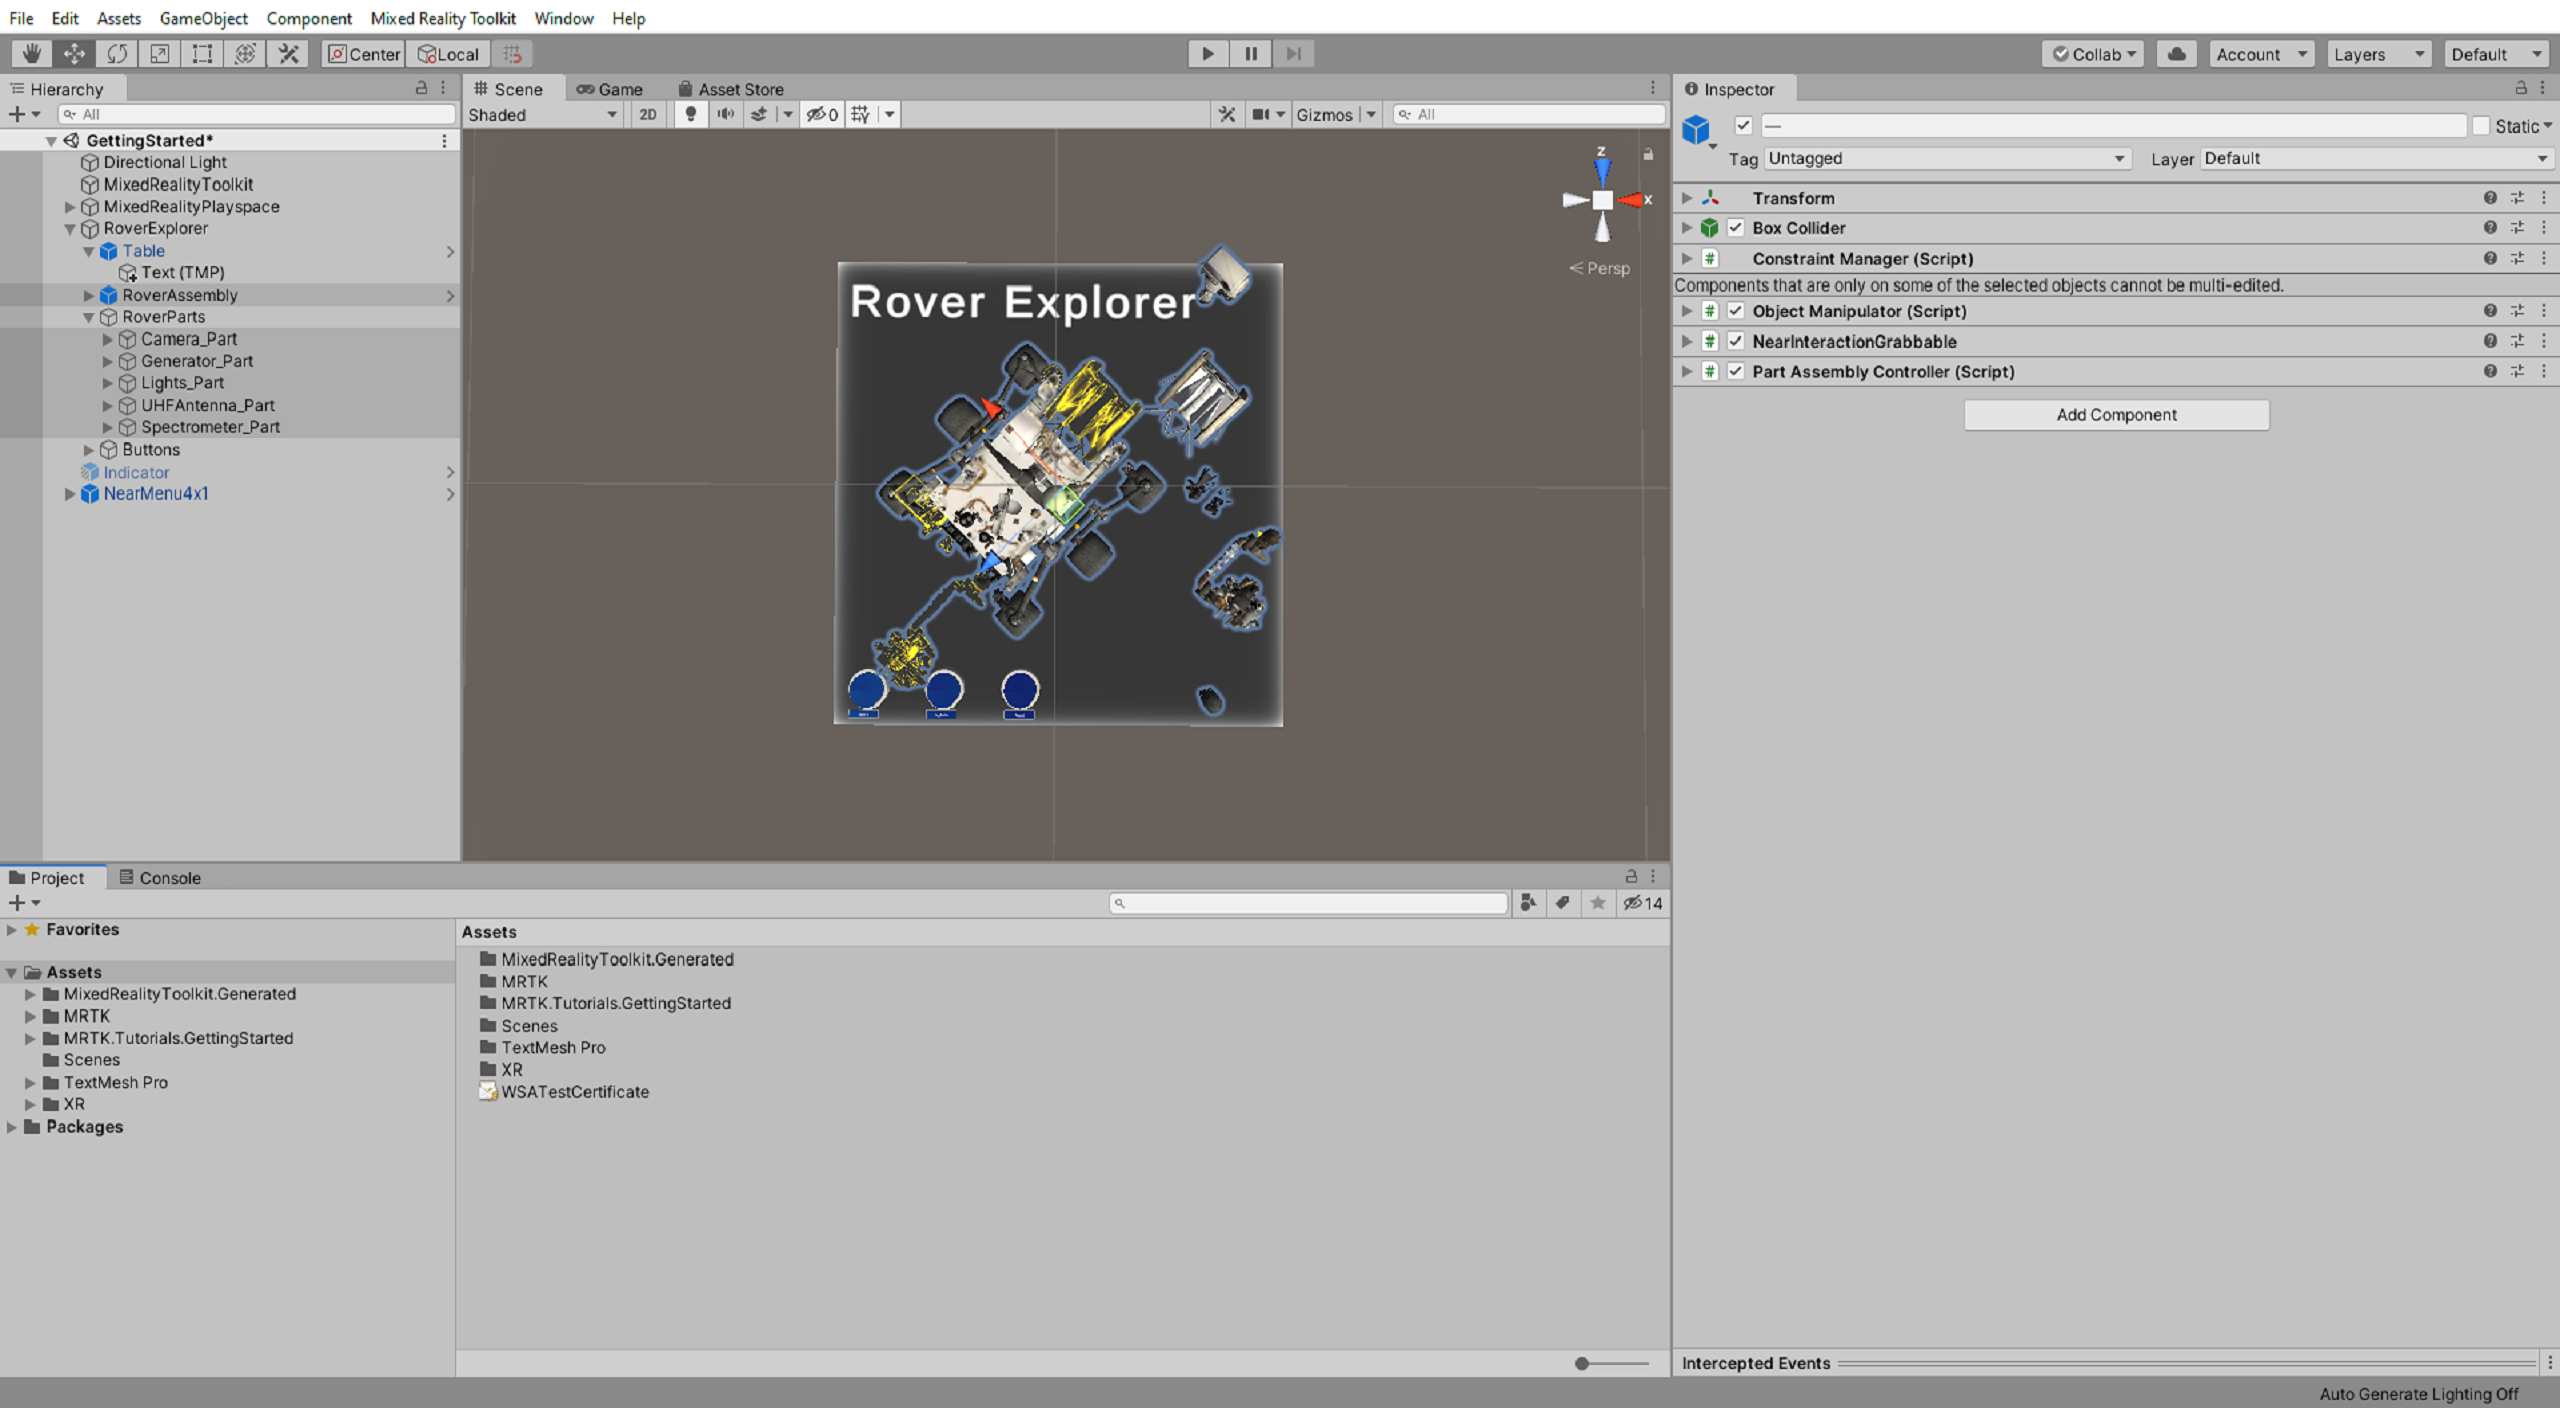 File Edit Assets GameObject Component Mixed Reality Toolkit Window Help
Center Local Collab Account Layers Default
Hierarchy
All
GettingStarted*
Directional Light
MixedRealityToolkit
MixedRealityPlayspace
RoverExplorer
Table
Text (TMP)
RoverAssembly
RoverParts
Camera_Part
Generator_Part
Lights_Part
UHFAntenna_Part
Spectrometer_Part
Buttons
Indicator
NearMenu4x1
Scene Game Asset Store
Shaded 2D 0 Gizmos All
z
x
Persp
Rover Explorer
Inspector
— Static
Tag Untagged Layer Default
Transform
Box Collider
# Constraint Manager (Script)
Components that are only on some of the selected objects cannot be multi-edited.
# Object Manipulator (Script)
# NearInteractionGrabbable
# Part Assembly Controller (Script)
Add Component
Project Console
14
Favorites
Assets
MixedRealityToolkit.Generated
MRTK
MRTK.Tutorials.GettingStarted
Scenes
TextMesh Pro
XR
Packages
Assets
MixedRealityToolkit.Generated
MRTK
MRTK.Tutorials.GettingStarted
Scenes
TextMesh Pro
XR
WSATestCertificate
Intercepted Events
Auto Generate Lighting Off